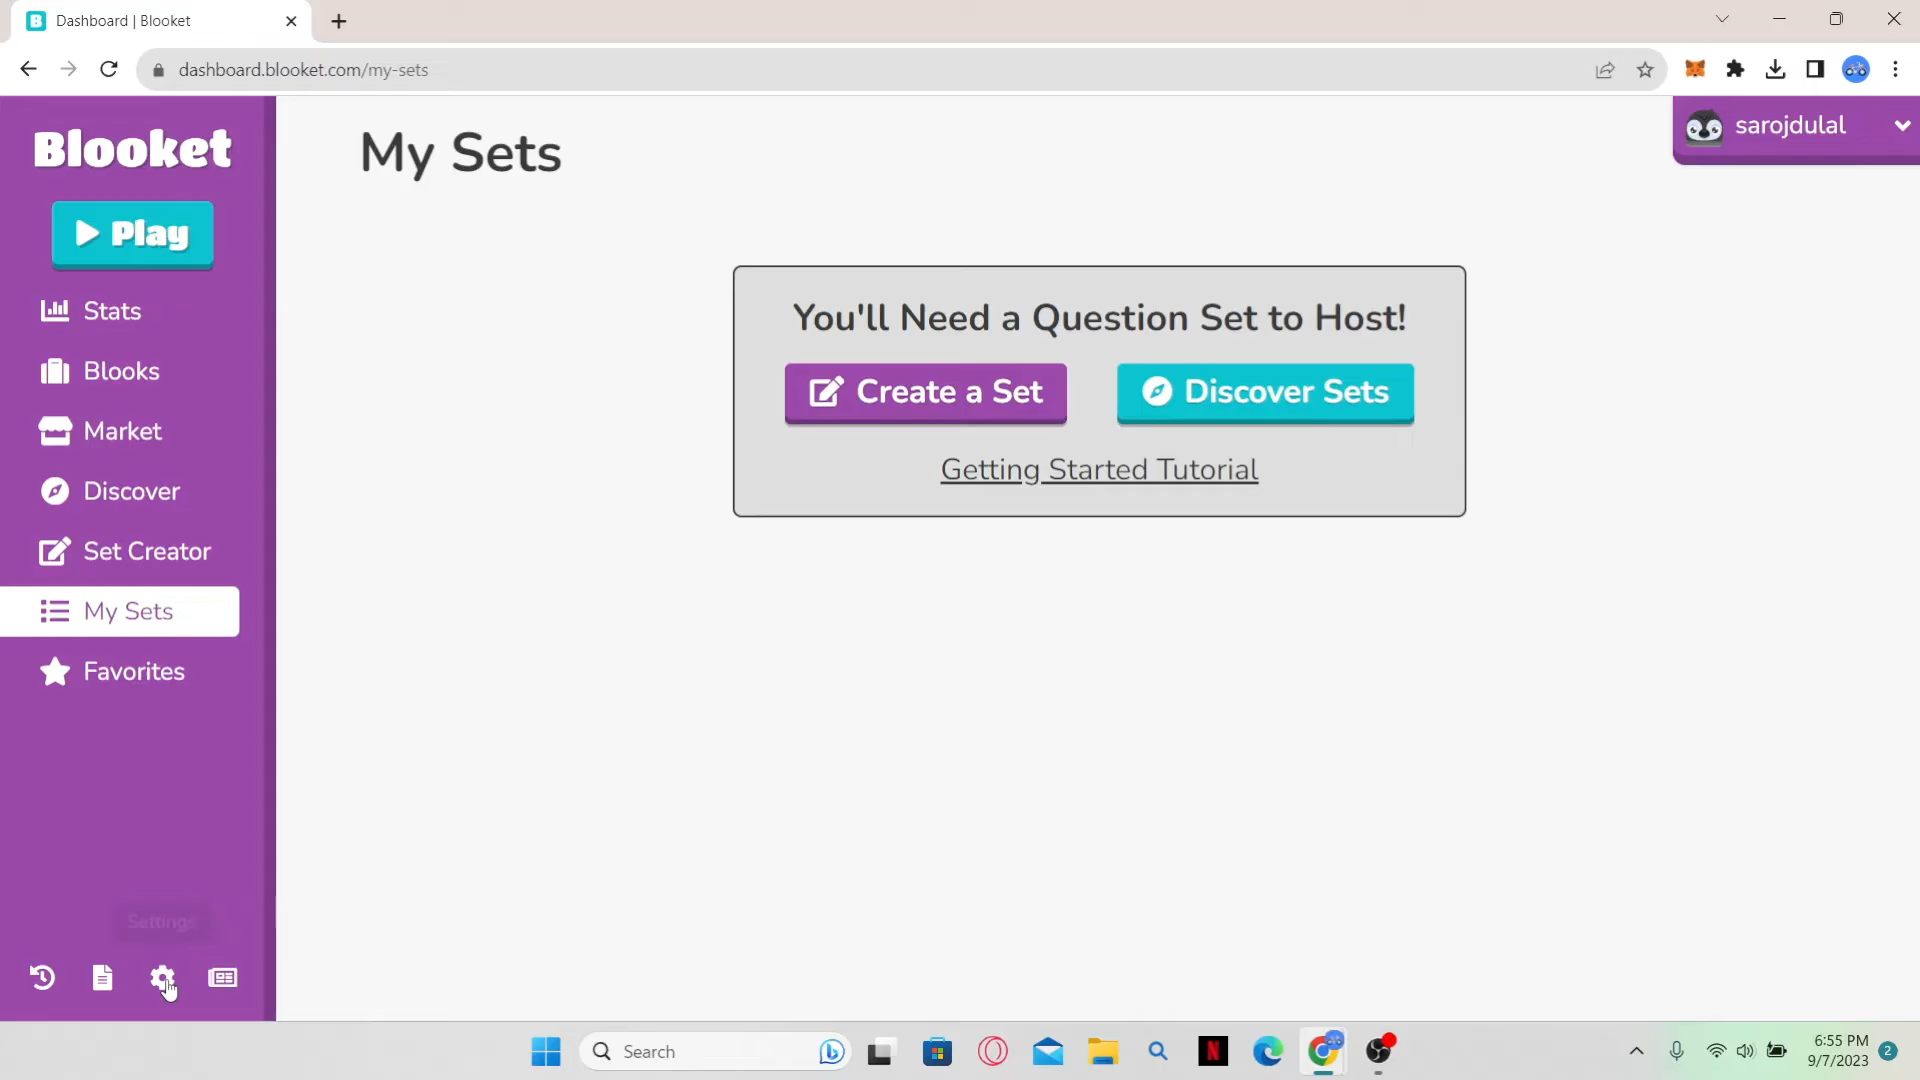 Dashboard | Blooket
dashboard.blooket.com/my-sets
Blooket
Play
Stats
Blooks
Market
Discover
Set Creator
My Sets
Favorites
Settings
My Sets
sarojdulal
You'll Need a Question Set to Host!
Create a Set
Discover Sets
Getting Started Tutorial
Search
6:55 PM
9/7/2023
2